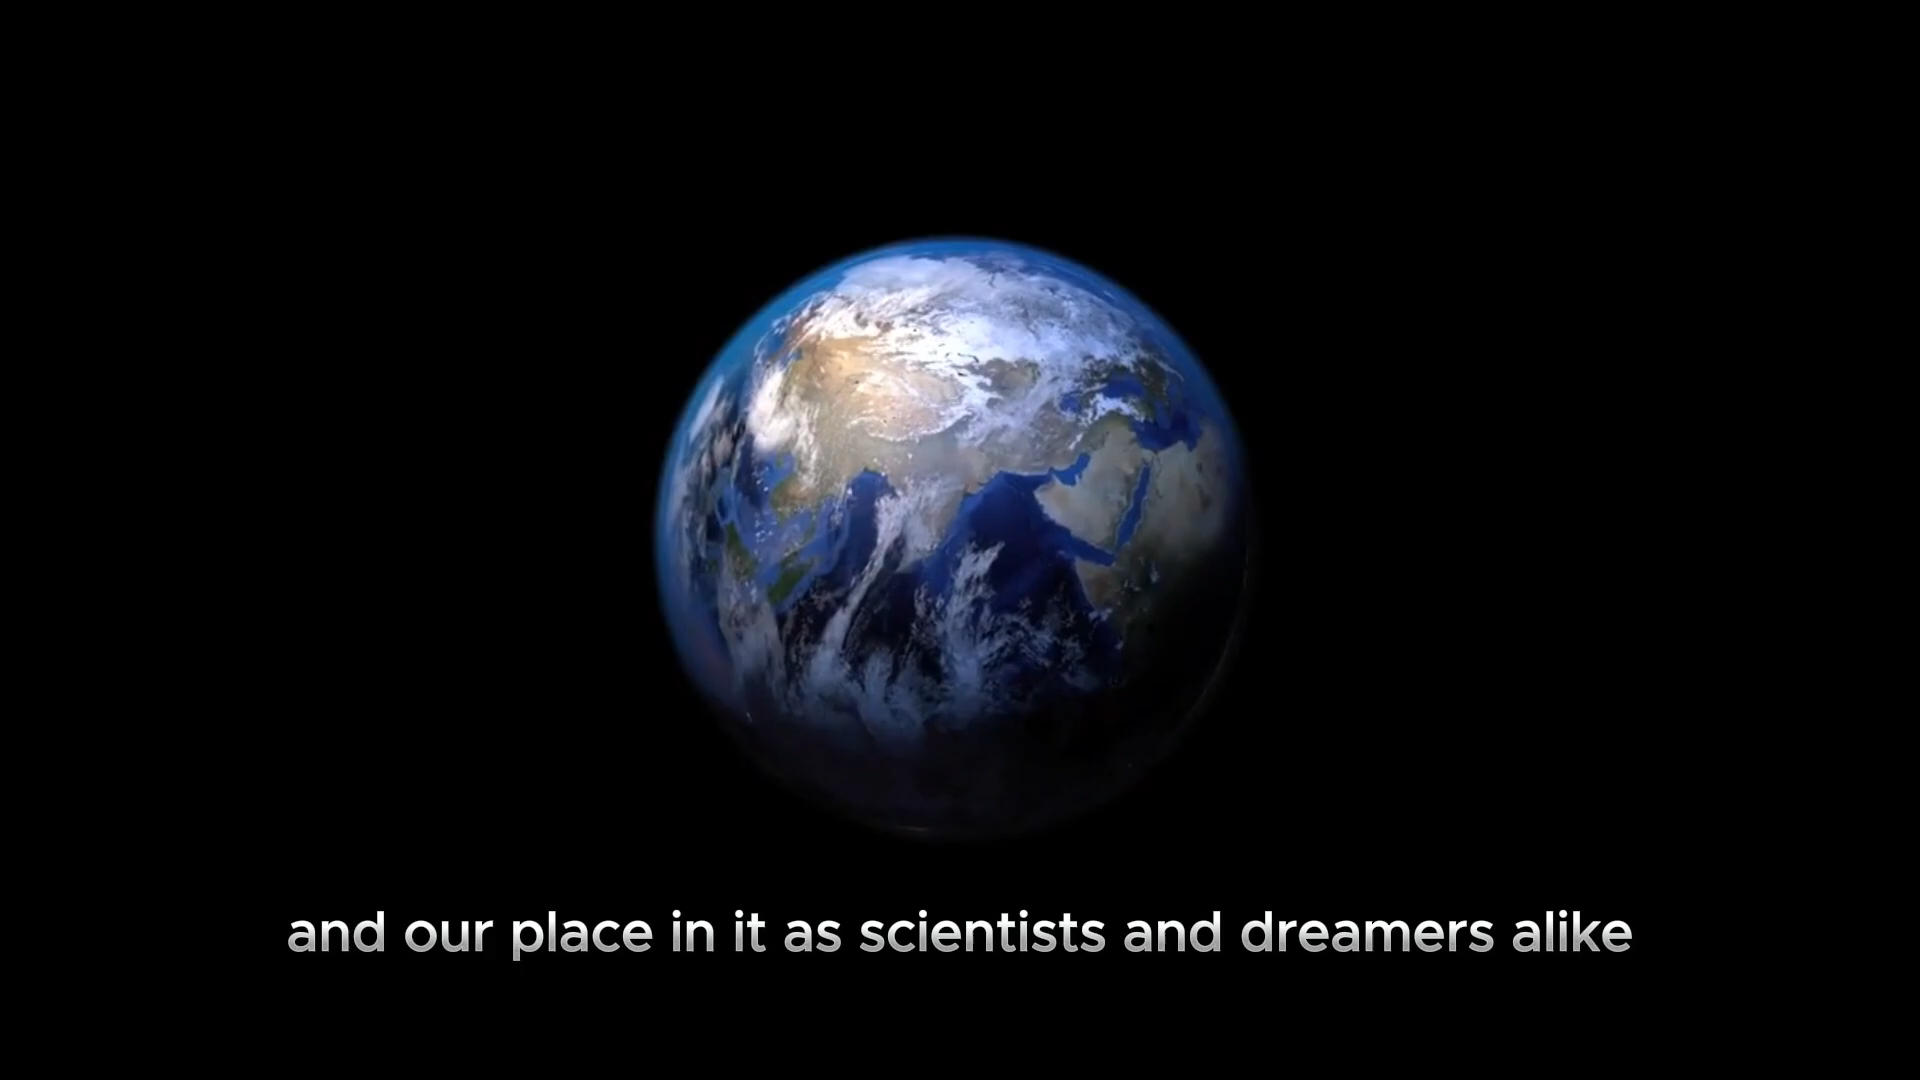 and our place in it as scientists and dreamers alike